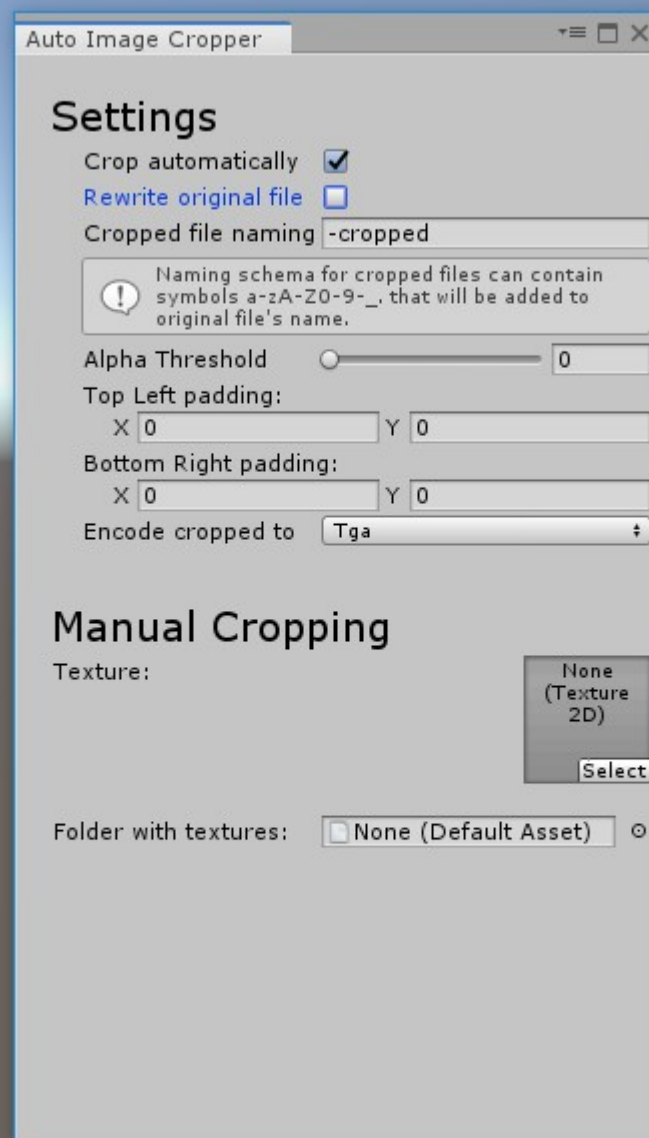 Auto Image Cropper
Settings
Crop automatically
Rewrite original file
Cropped file naming -cropped
Naming schema for cropped files can contain
symbols a-zA-Z0-9-_, that will be added to
original file's name.
Alpha Threshold 0
Top Left padding:
X 0 Y 0
Bottom Right padding:
X 0 Y 0
Encode cropped to Tga
Manual Cropping
Texture:
None
(Texture
2D)
Select
Folder with textures: None (Default Asset)